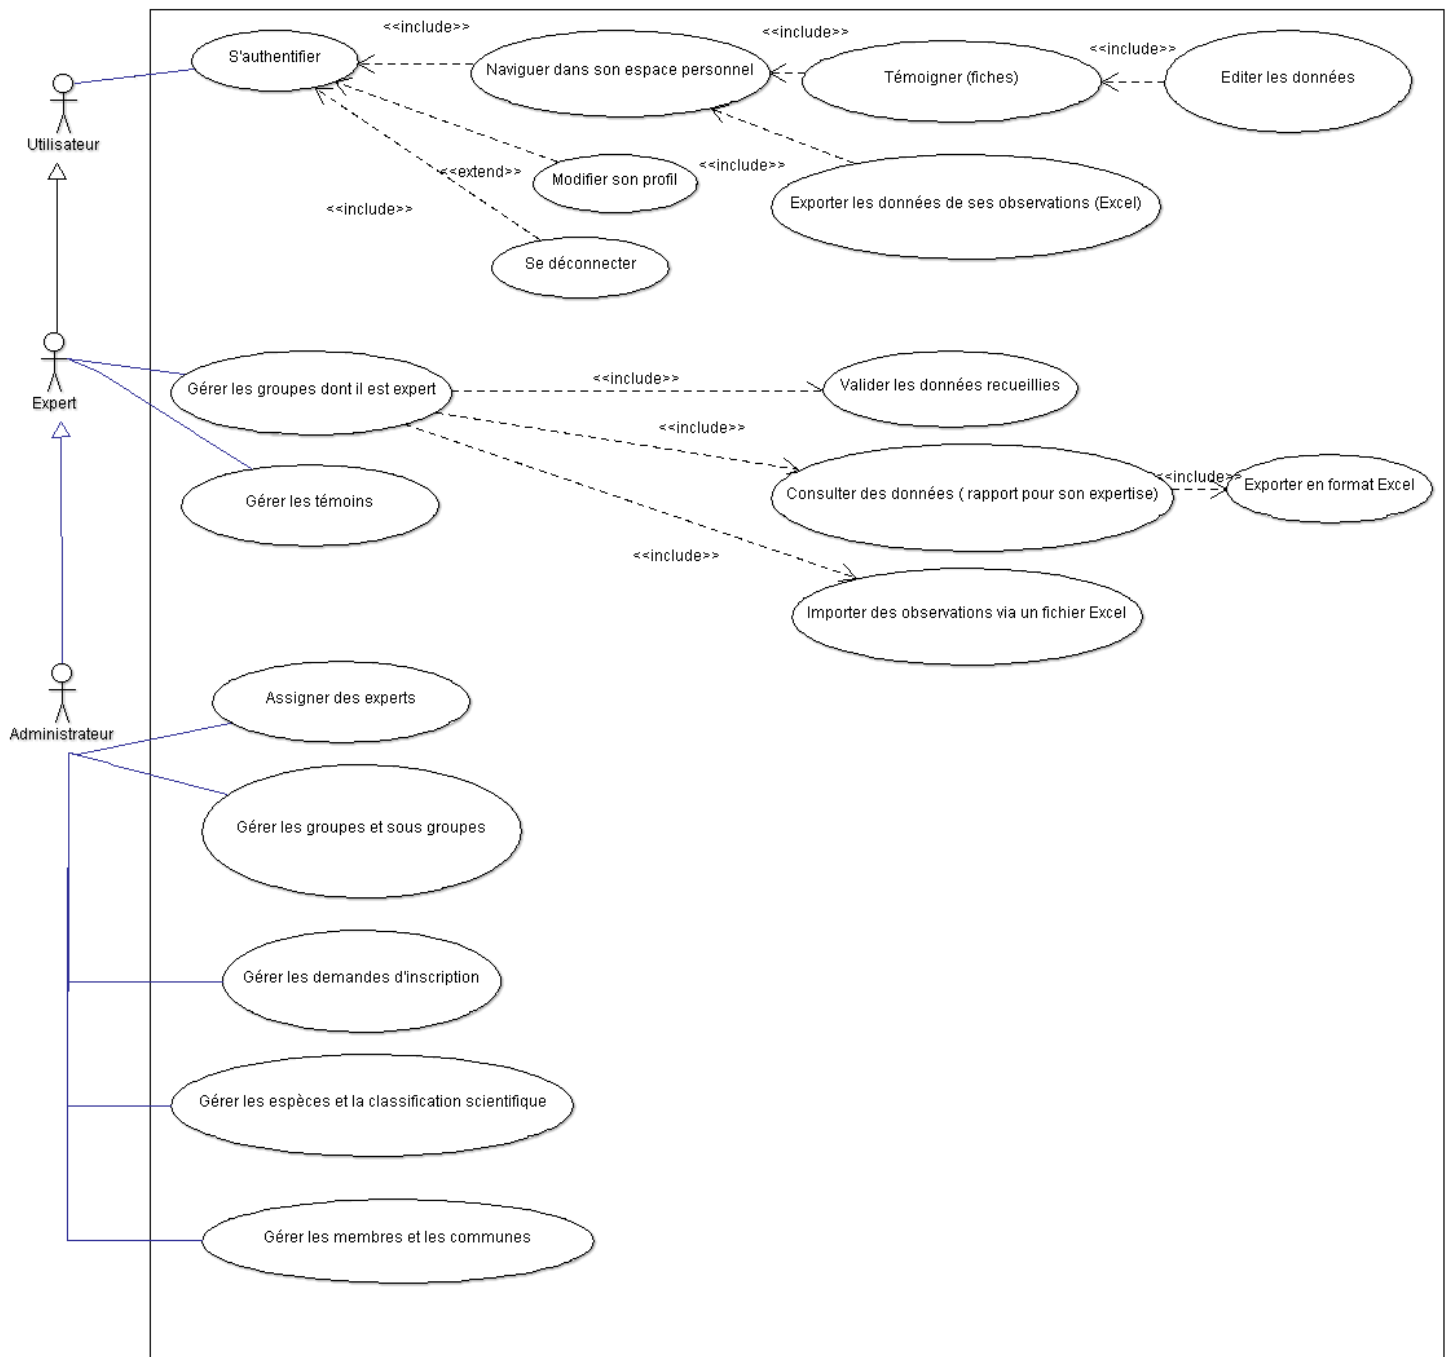 <<include>>
<<include>>
<<include>>
S'authentifier
Naviguer dans son espace personnel
Témoigner (fiches)
Editer les données
Utilisateur
<<extend>>
Modifier son profil
<<include>>
Exporter les données de ses observations (Excel)
<<include>>
Se déconnecter
Expert
Gérer les groupes dont il est expert
<<include>>
Valider les données recueillies
<<include>>
Gérer les témoins
Consulter des données ( rapport pour son expertise)
<<include>>
Exporter en format Excel
<<include>>
Importer des observations via un fichier Excel
Administrateur
Assigner des experts
Gérer les groupes et sous groupes
Gérer les demandes d'inscription
Gérer les espèces et la classification scientifique
Gérer les membres et les communes